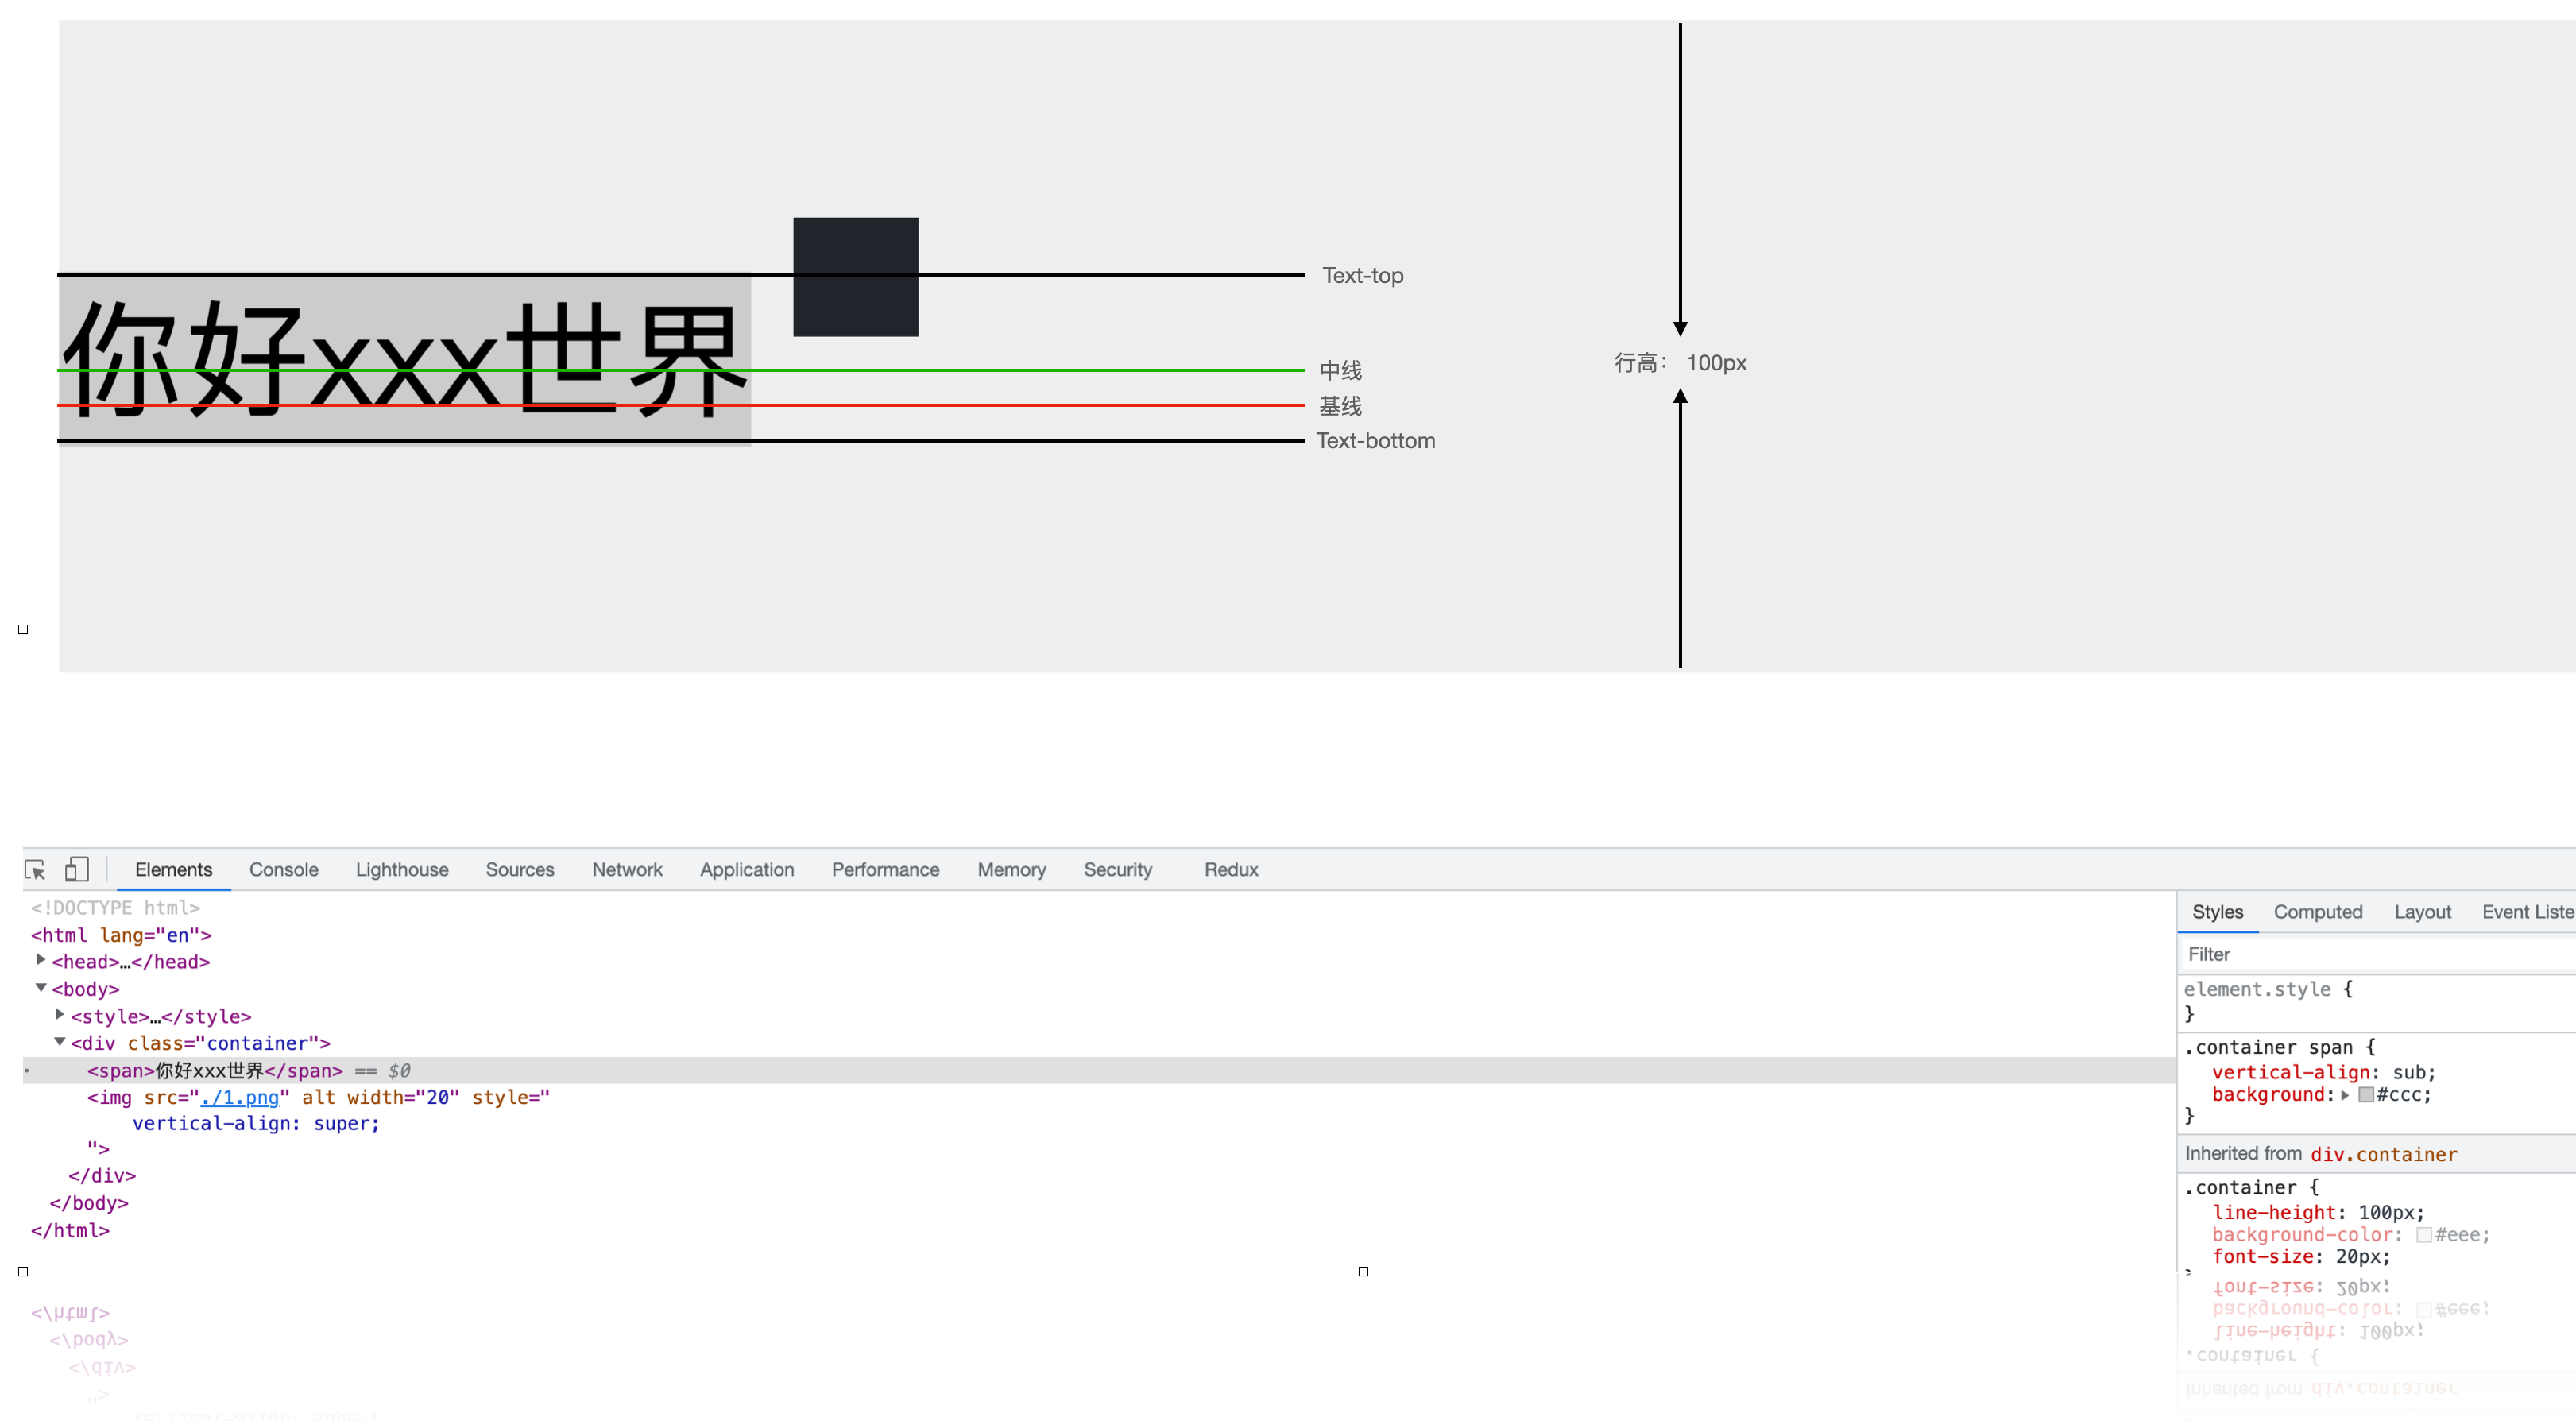 你好xxx世界
Text-top
中线
基线
Text-bottom
行高： 100px
Elements Console Lighthouse Sources Network Application Performance Memory Security Redux
<!DOCTYPE html>
<html lang="en">
<head>…</head>
<body>
<style>…</style>
<div class="container">
<span>你好xxx世界</span> == $0
<img src="./1.png" alt width="20" style="
vertical-align: super;
">
</div>
</body>
</html>
Styles Computed Layout Event Liste
Filter
element.style {
}
.container span {
vertical-align: sub;
background: #ccc;
}
Inherited from div.container
.container {
line-height: 100px;
background-color: #eee;
font-size: 20px;